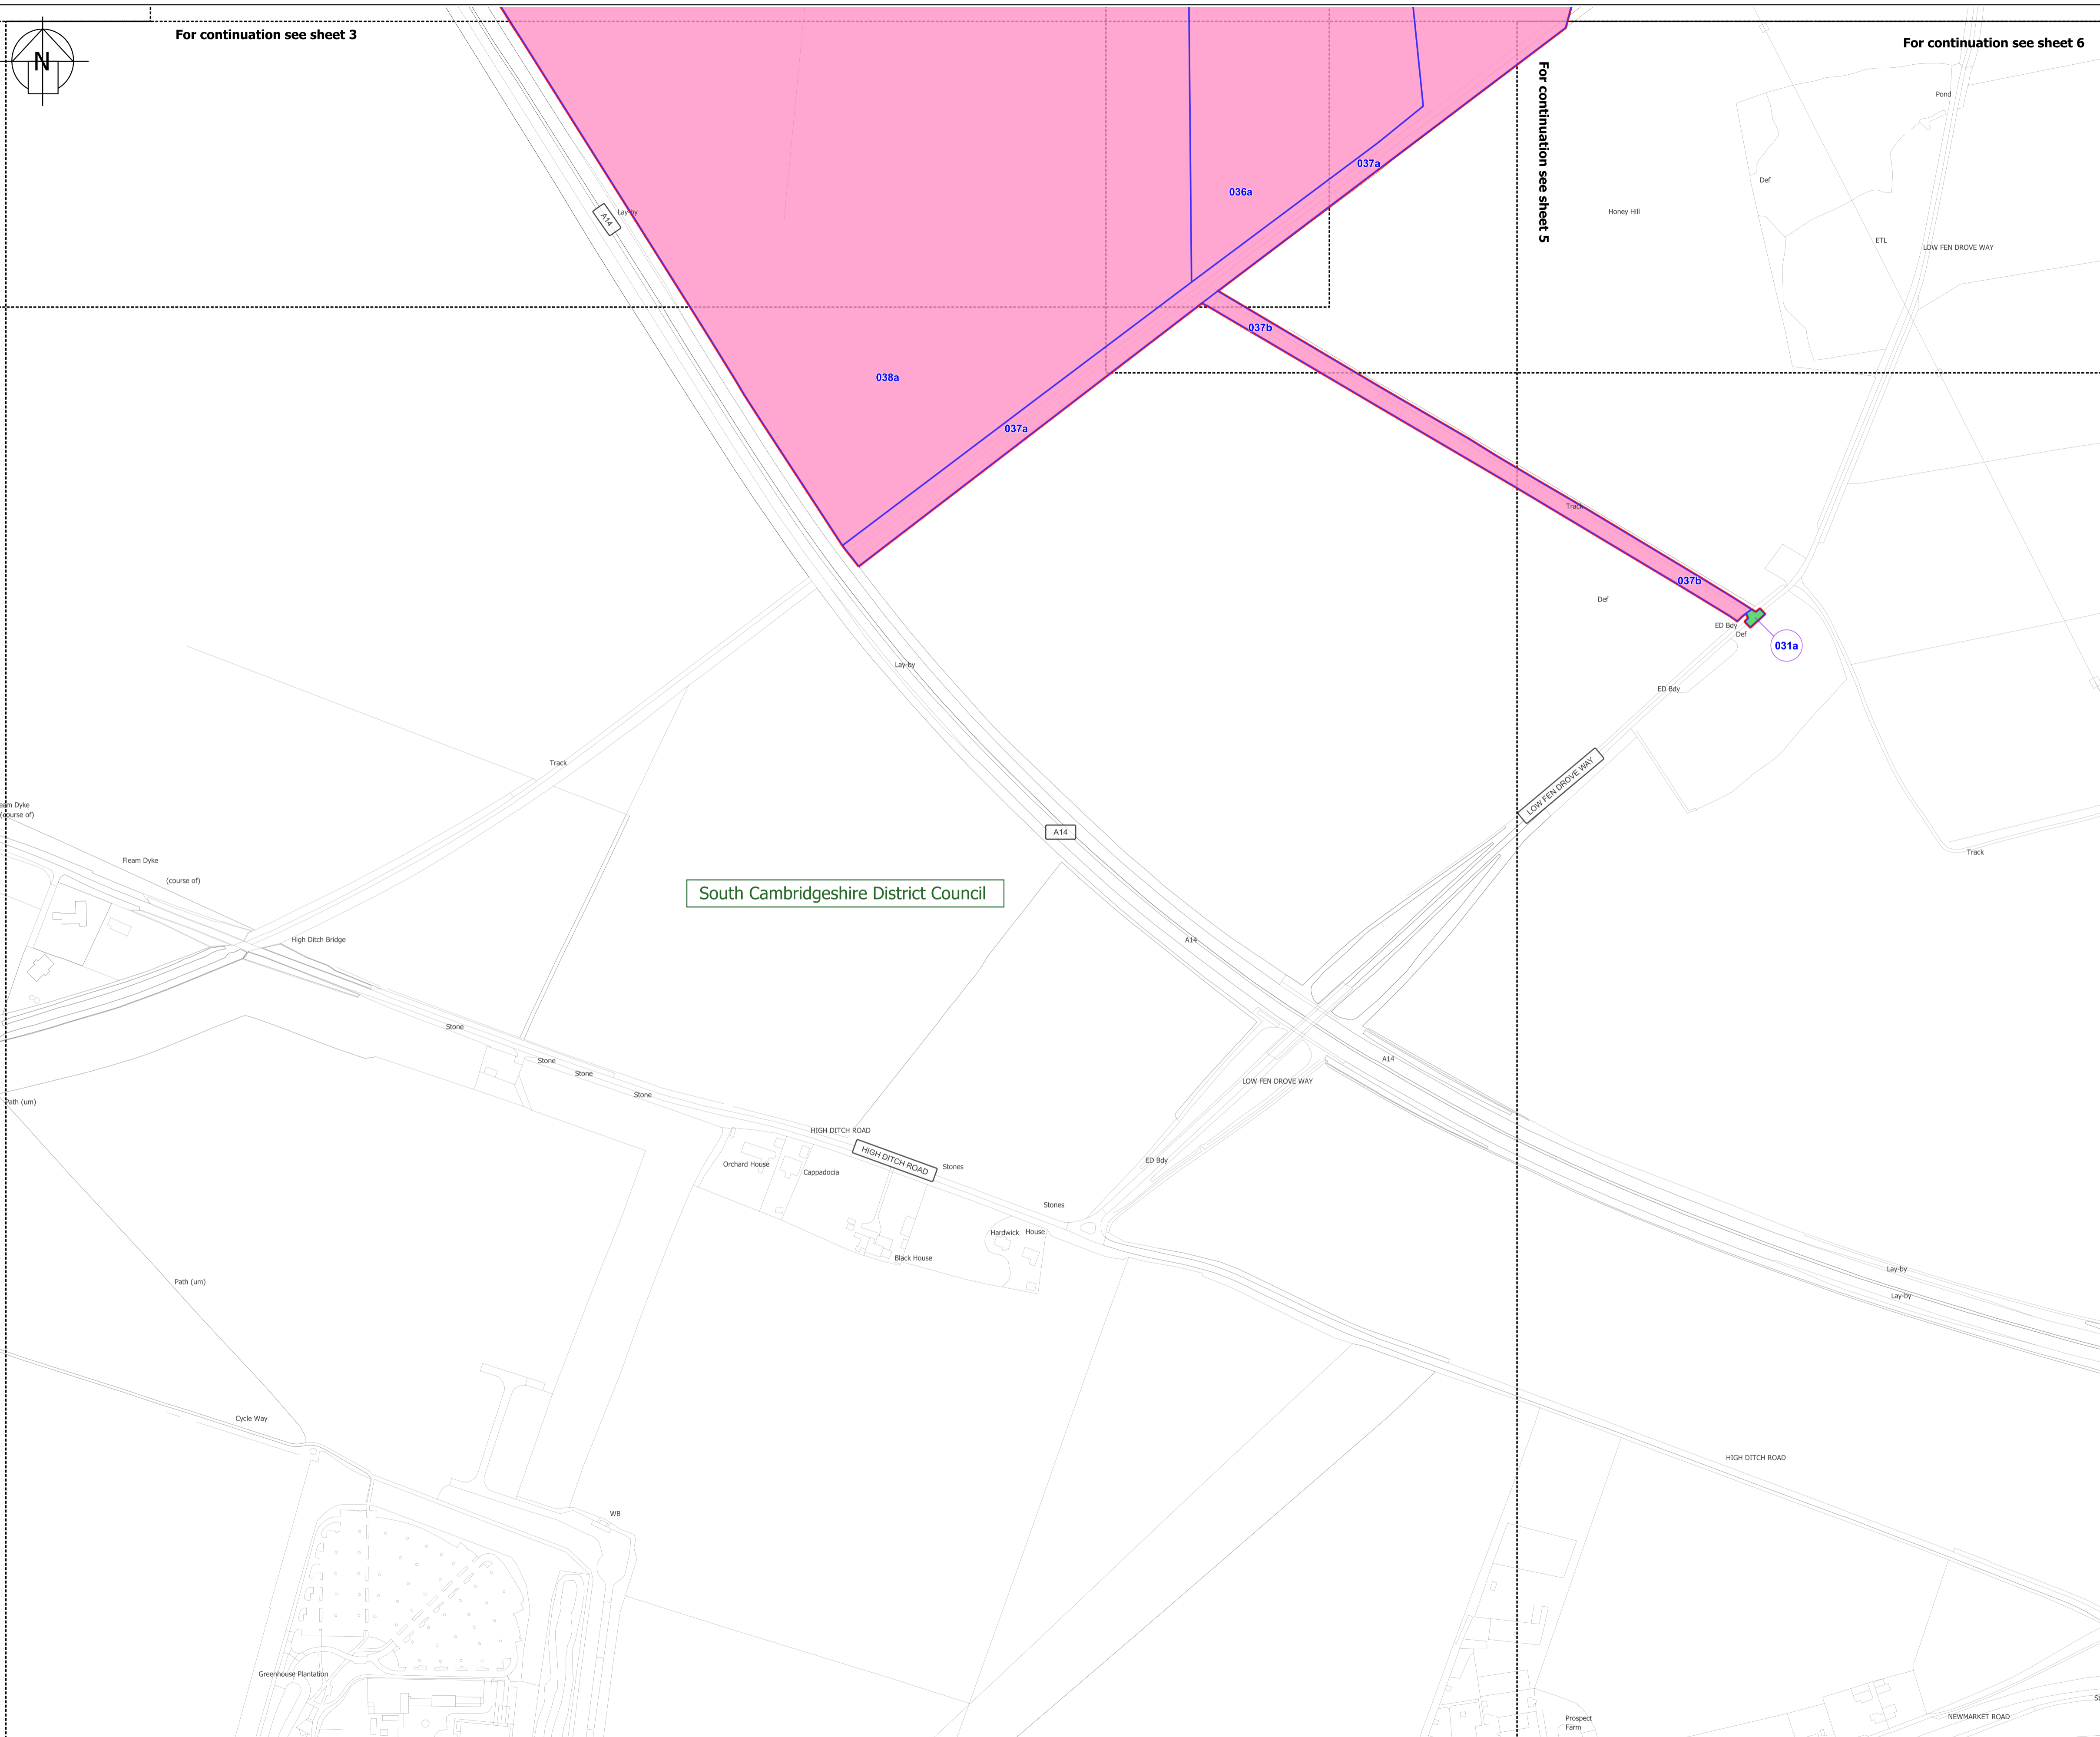 For continuation see sheet 3
For continuation see sheet 6
N
For continuation see sheet 5
Pond
037a
Def
036a
A14
Lay-by
Honey Hill
ETL
LOW FEN DROVE WAY
037b
038a
037a
Track
037b
Def
ED Bdy
Def
031a
Lay-by
ED Bdy
Track
LOW FEN DROVE WAY
Dyke
(course of)
A14
Track
Fleam Dyke
(course of)
South Cambridgeshire District Council
High Ditch Bridge
A14
Stone
Stone
Stone
A14
LOW FEN DROVE WAY
Stone
Path (um)
HIGH DITCH ROAD
HIGH DITCH ROAD
Orchard House
Cappadocia
Stones
ED Bdy
Stones
Hardwick House
Black House
Lay-by
Path (um)
Lay-by
Cycle Way
HIGH DITCH ROAD
WB
Greenhouse Plantation
Prospect
Farm
NEWMARKET ROAD